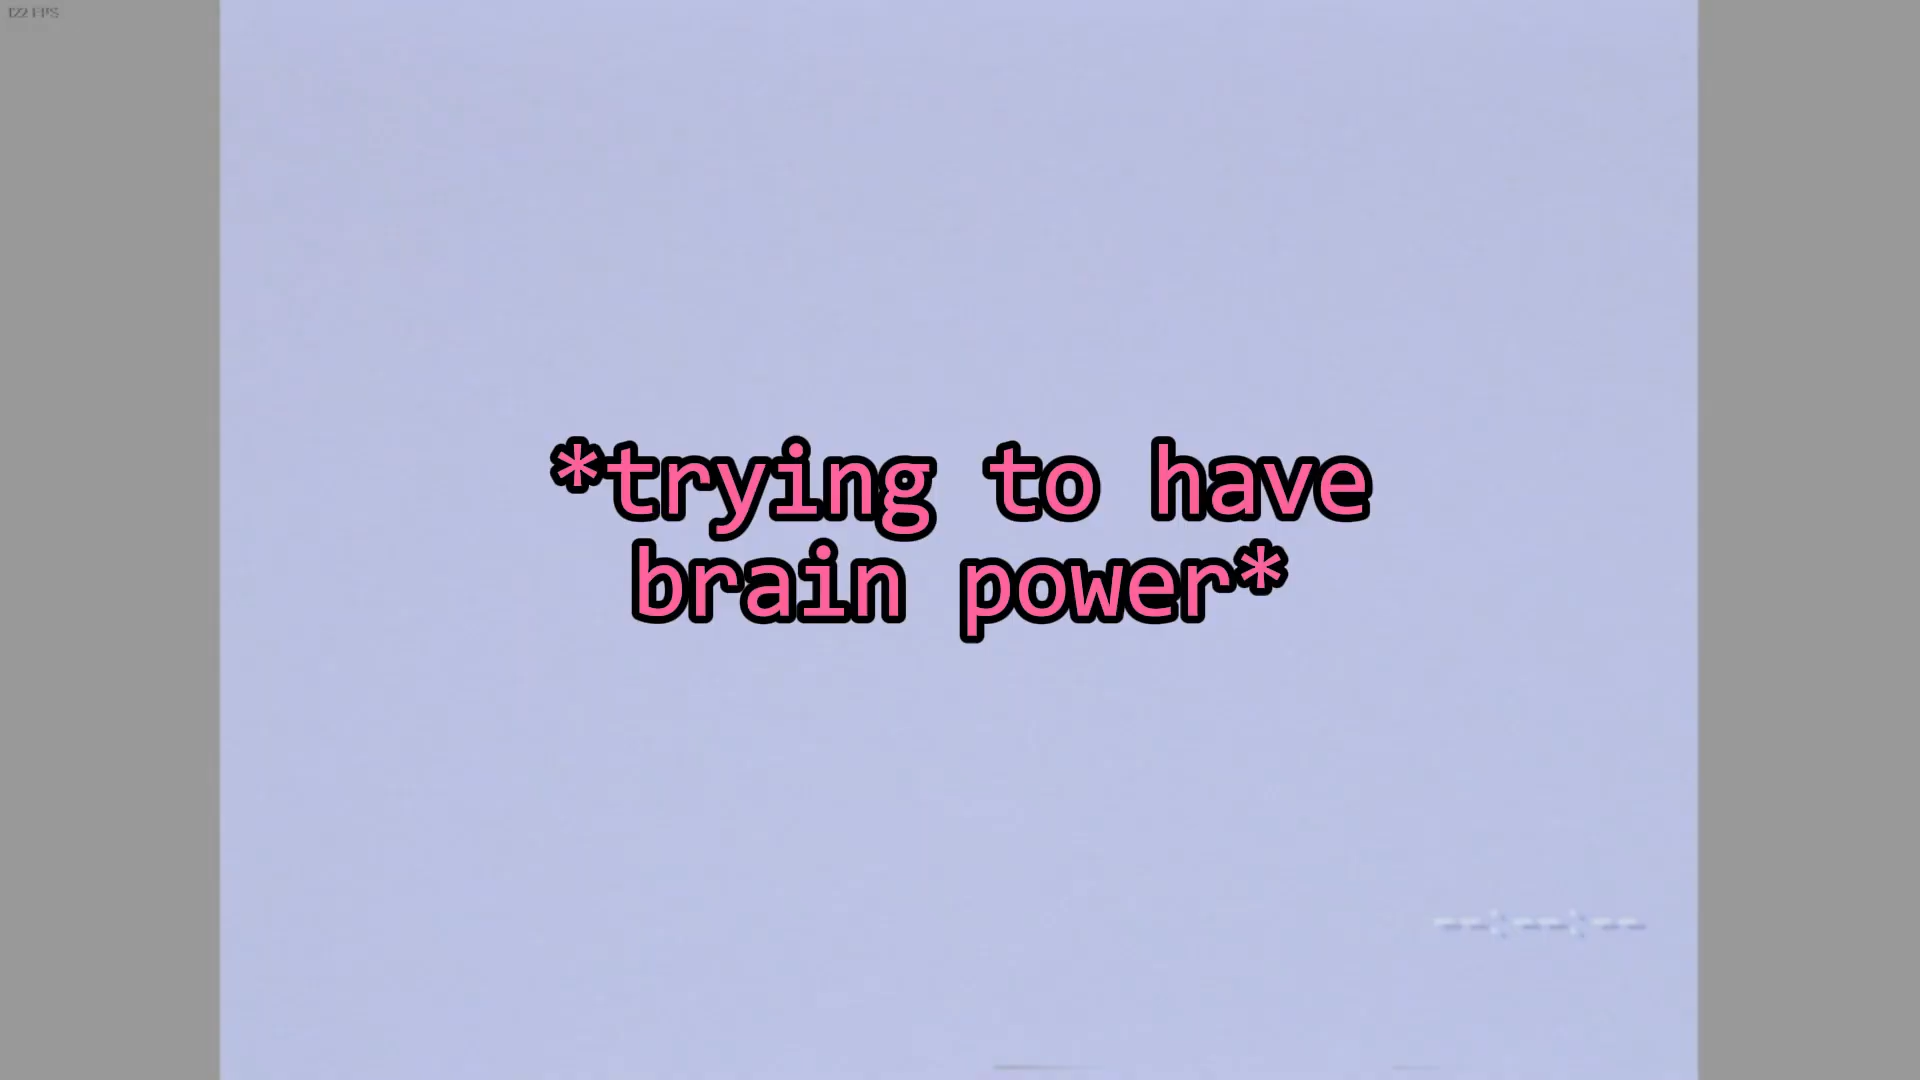 *trying to have
brain power*
--:--:--